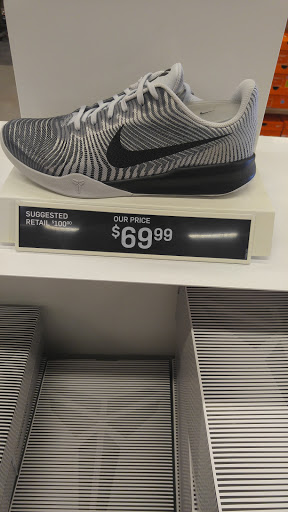 SUGGESTED
RETAIL $100.00
OUR PRICE
$69.99